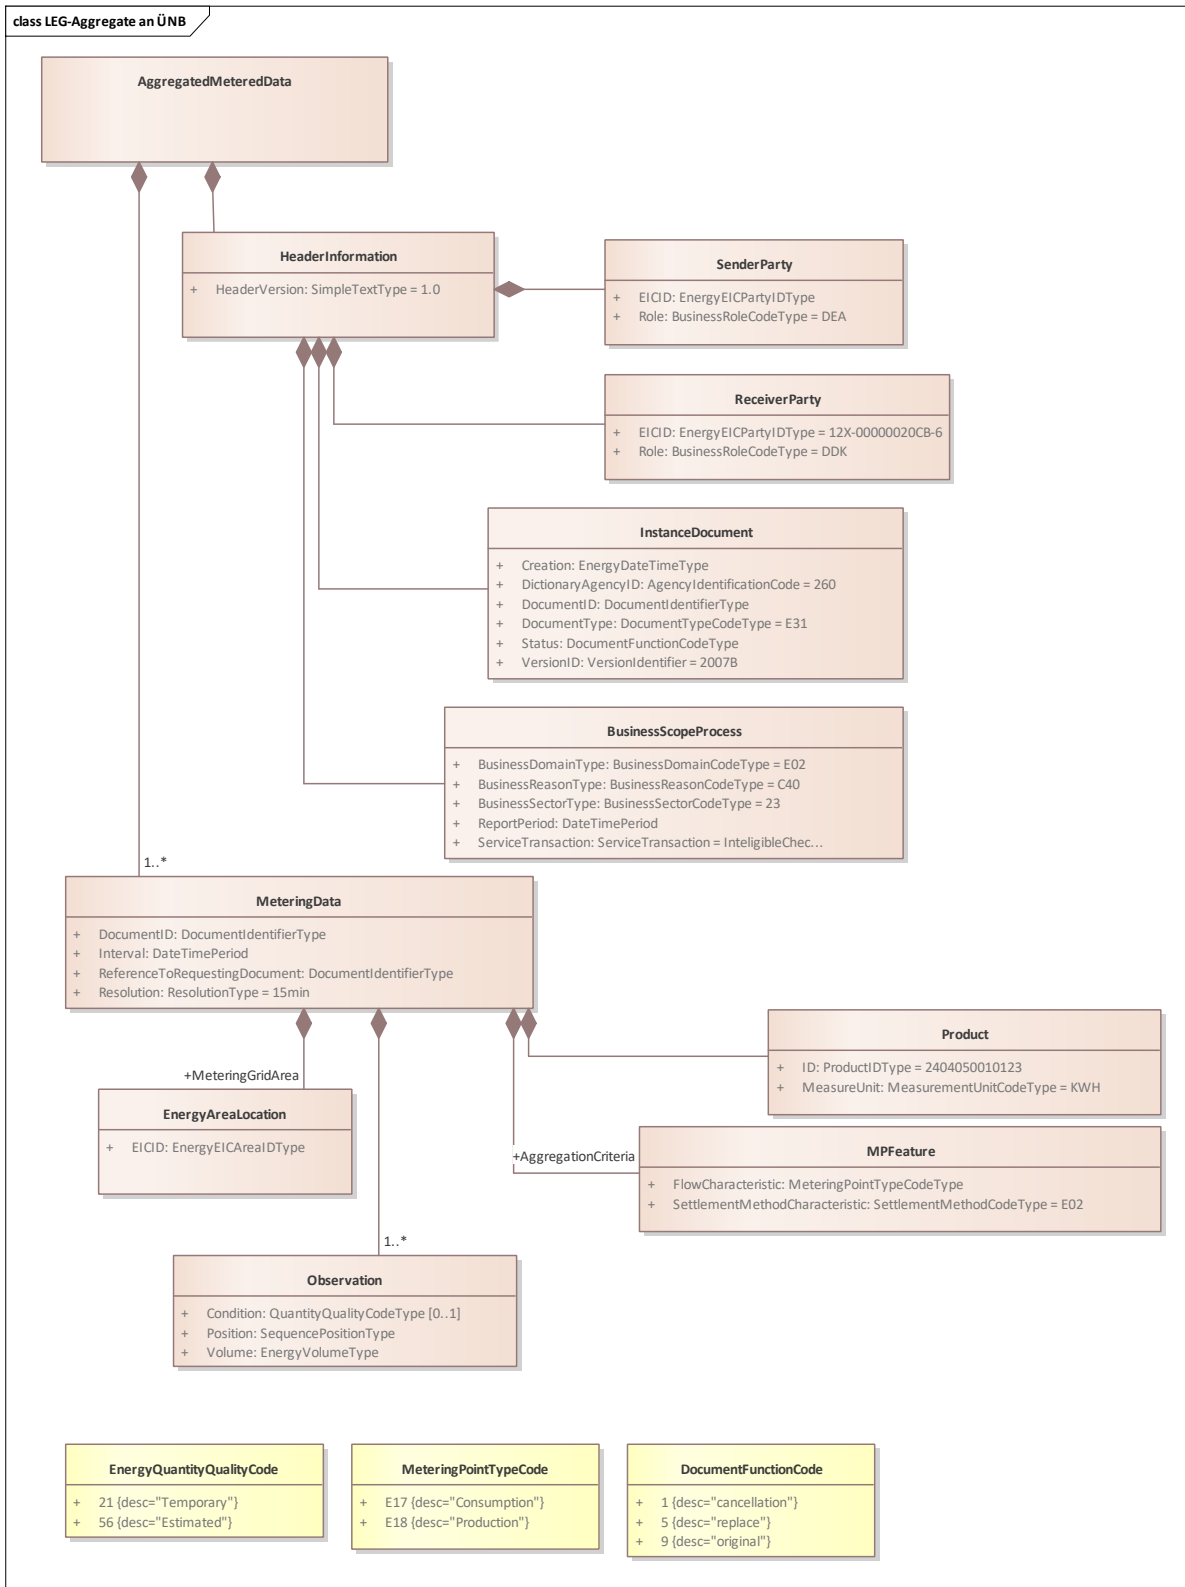 class LEG-Aggregate an ÜNB
AggregatedMeteredData
HeaderInformation
+ HeaderVersion: SimpleTextType = 1.0
SenderParty
+ EICID: EnergyEICPartyIDType
+ Role: BusinessRoleCodeType = DEA
ReceiverParty
+ EICID: EnergyEICPartyIDType = 12X-00000020CB-6
+ Role: BusinessRoleCodeType = DDK
InstanceDocument
+ Creation: EnergyDateTimeType
+ DictionaryAgencyID: AgencyIdentificationCode = 260
+ DocumentID: DocumentIdentifierType
+ DocumentType: DocumentTypeCodeType = E31
+ Status: DocumentFunctionCodeType
+ VersionID: VersionIdentifier = 2007B
BusinessScopeProcess
+ BusinessDomainType: BusinessDomainCodeType = E02
+ BusinessReasonType: BusinessReasonCodeType = C40
+ BusinessSectorType: BusinessSectorCodeType = 23
+ ReportPeriod: DateTimePeriod
+ ServiceTransaction: ServiceTransaction = InteligibleChec...
1..*
MeteringData
+ DocumentID: DocumentIdentifierType
+ Interval: DateTimePeriod
+ ReferenceToRequestingDocument: DocumentIdentifierType
+ Resolution: ResolutionType = 15min
Product
+ ID: ProductIDType = 2404050010123
+ MeasureUnit: MeasurementUnitCodeType = KWH
+MeteringGridArea
EnergyAreaLocation
+ EICID: EnergyEICAreaIDType
+AggregationCriteria
MPFeature
+ FlowCharacteristic: MeteringPointTypeCodeType
+ SettlementMethodCharacteristic: SettlementMethodCodeType = E02
1..*
Observation
+ Condition: QuantityQualityCodeType [0..1]
+ Position: SequencePositionType
+ Volume: EnergyVolumeType
EnergyQuantityQualityCode
+ 21 {desc="Temporary"}
+ 56 {desc="Estimated"}
MeteringPointTypeCode
+ E17 {desc="Consumption"}
+ E18 {desc="Production"}
DocumentFunctionCode
+ 1 {desc="cancellation"}
+ 5 {desc="replace"}
+ 9 {desc="original"}